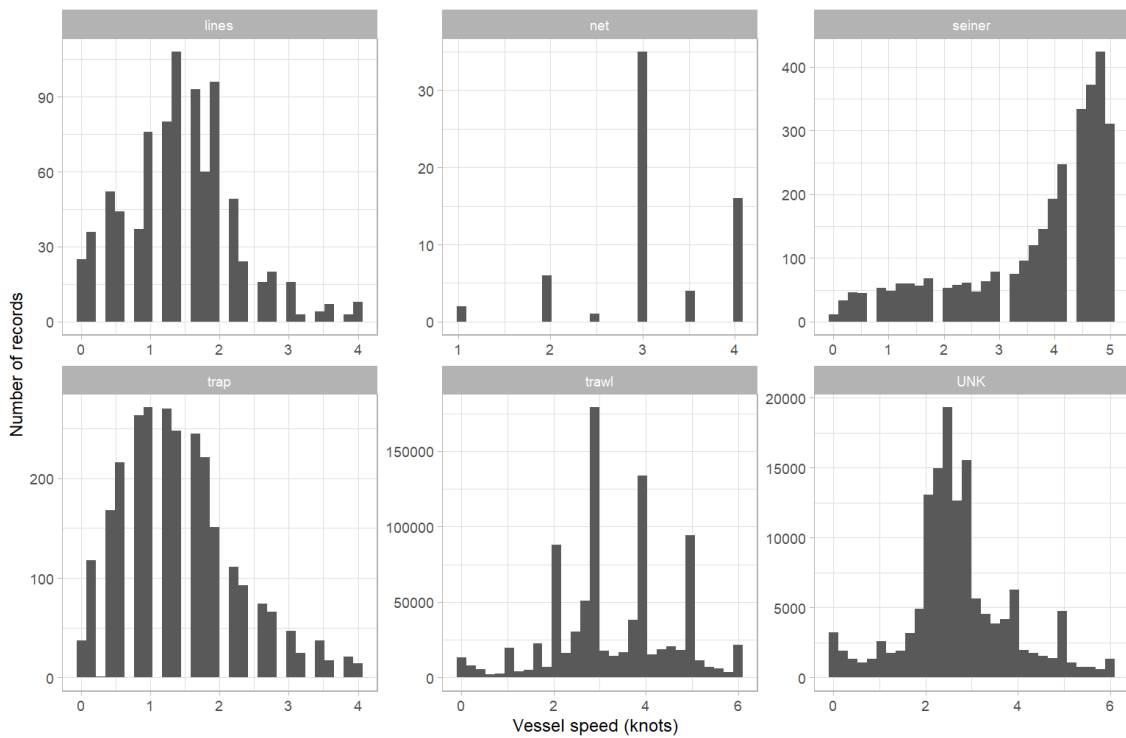 lines
net
seiner
90
60
30
0
30
20
10
0
400
300
200
100
0
0 1 2 3 4
1 2 3 4
0 1 2 3 4 5
trap
trawl
UNK
200
100
0
150000
100000
50000
0
20000
15000
10000
5000
0
0 1 2 3 4
0 2 4 6
0 2 4 6
Number of records
Vessel speed (knots)